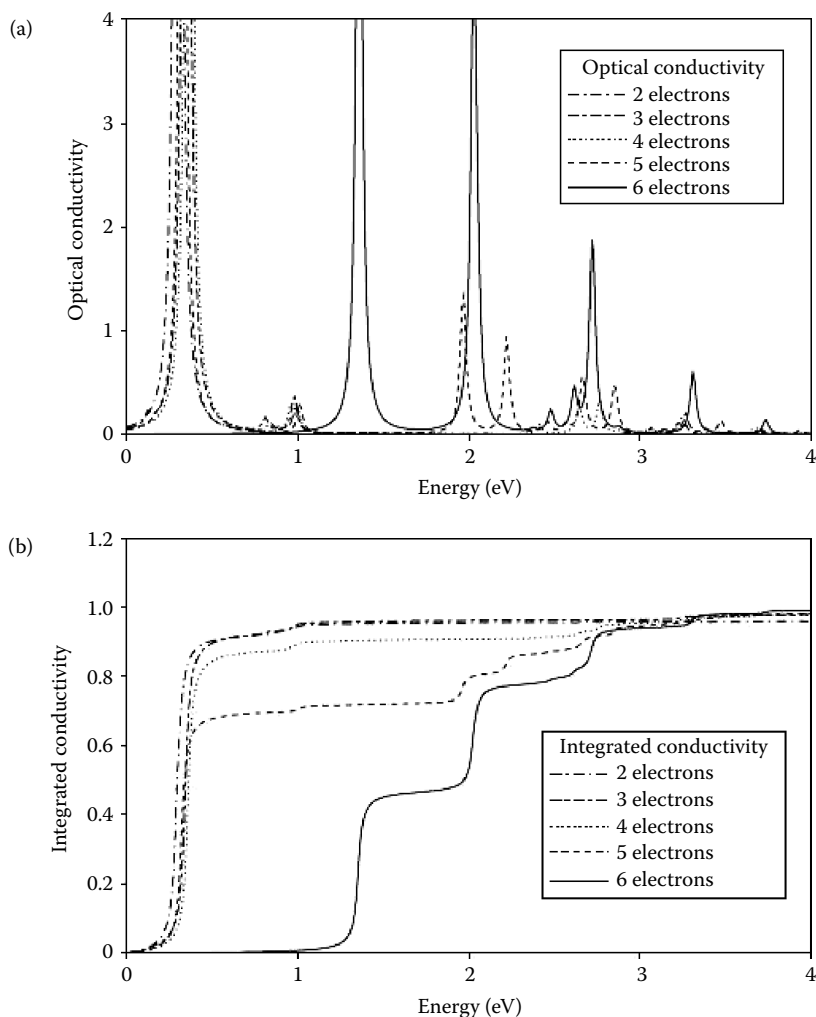 (a)
4
3
2
1
0
Optical conductivity
Optical conductivity
2 electrons
3 electrons
4 electrons
5 electrons
6 electrons
0 1 2 3 4
Energy (eV)
(b)
1.2
1.0
0.8
0.6
0.4
0.2
0
Integrated conductivity
Integrated conductivity
2 electrons
3 electrons
4 electrons
5 electrons
6 electrons
0 1 2 3 4
Energy (eV)